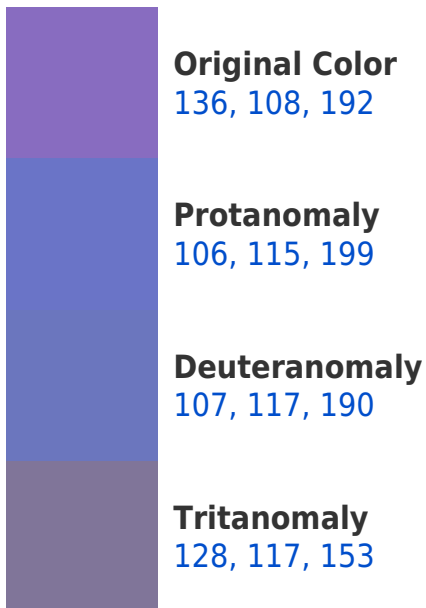 Original Color
136, 108, 192
Protanomaly
106, 115, 199
Deuteranomaly
107, 117, 190
Tritanomaly
128, 117, 153